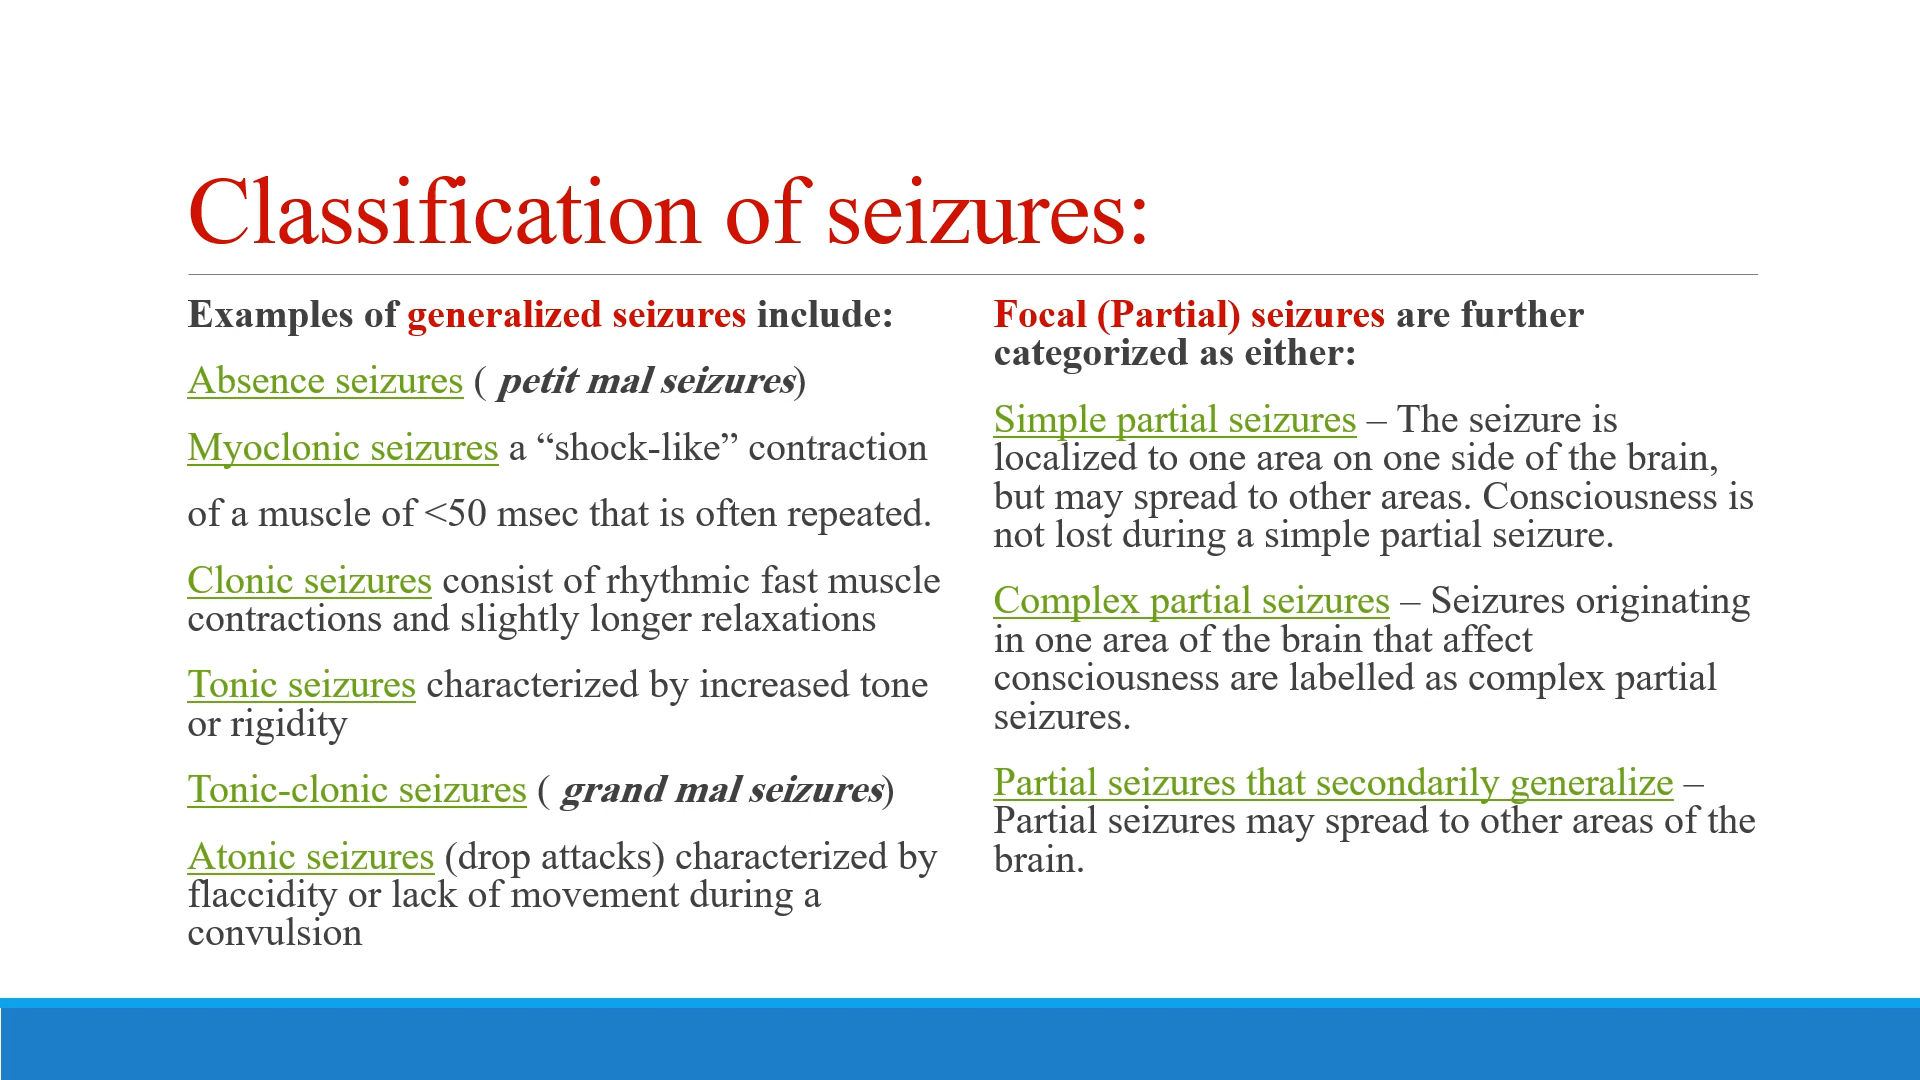 Classification of seizures:
Examples of generalized seizures include:
Absence seizures ( petit mal seizures)
Myoclonic seizures a “shock-like” contraction
of a muscle of <50 msec that is often repeated.
Clonic seizures consist of rhythmic fast muscle
contractions and slightly longer relaxations
Tonic seizures characterized by increased tone
or rigidity
Tonic-clonic seizures ( grand mal seizures)
Atonic seizures (drop attacks) characterized by
flaccidity or lack of movement during a
convulsion
Focal (Partial) seizures are further
categorized as either:
Simple partial seizures – The seizure is
localized to one area on one side of the brain,
but may spread to other areas. Consciousness is
not lost during a simple partial seizure.
Complex partial seizures – Seizures originating
in one area of the brain that affect
consciousness are labelled as complex partial
seizures.
Partial seizures that secondarily generalize –
Partial seizures may spread to other areas of the
brain.